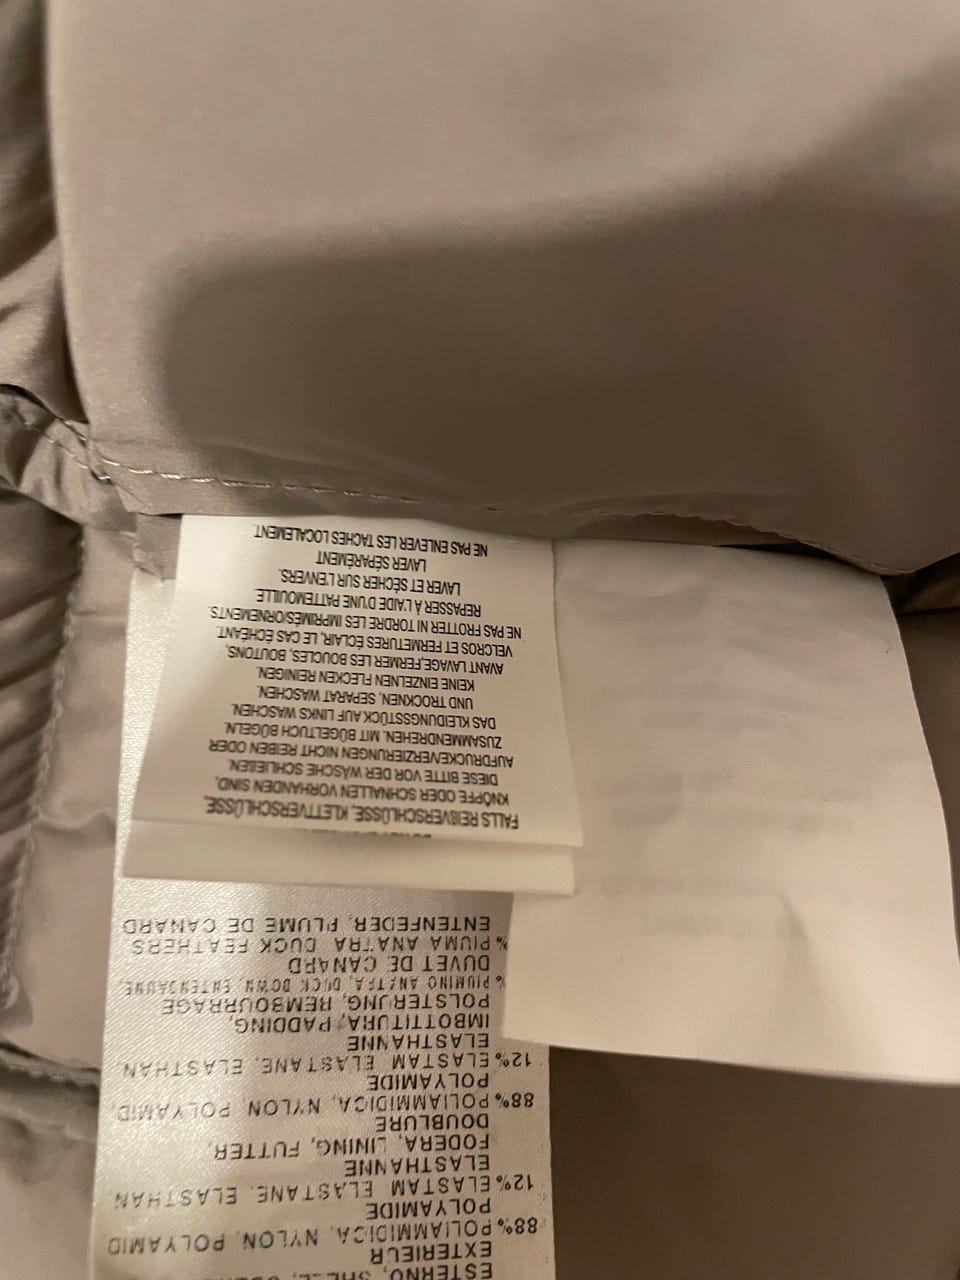 FALLS REIßVERSCHLÜSSE, KLETTVERSCHLÜSSE,
KNÖPFE ODER SCHNALLEN VORHANDEN SIND,
DIESE BITTE VOR DER WÄSCHE SCHLIEßEN.
AUFDRUCKE/VERZIERUNGEN NICHT REIBEN ODER
ZUSAMMENDREHEN. MIT BÜGELTUCH BÜGELN.
DAS KLEIDUNGSSTÜCK AUF LINKS WASCHEN
UND TROCKNEN, SEPARAT WASCHEN.
KEINE EINZELNEN FLECKEN REINIGEN.
AVANT LAVAGE,FERMER LES BOUCLES, BOUTONS,
VELCROS ET FERMETURES ÉCLAIR, LE CAS ÉCHÉANT.
NE PAS FROTTER NI TORDRE LES IMPRIMÉS/ORNEMENTS.
REPASSER À L'AIDE D'UNE PATTEMOUILLE
LAVER ET SÉCHER SUR L'ENVERS.
LAVER SÉPARÉMENT
NE PAS ENLEVER LES TACHES LOCALEMENT.
ESTERNO,
EXTERIEUR
88% POLIAMMIDICA, NYLON, POLYAMID
POLYAMIDE
12% ELASTAM ELASTANE, ELASTHAN,
ELASTHANNE
FODERA, LINING, FUTTER,
DOUBLURE
88% POLIAMMIDICA, NYLON, POLYAMID,
POLYAMIDE
12% ELASTAM ELASTANE, ELASTHAN
ELASTHANNE
IMBOTTITURA, PADDING,
POLSTERUNG, REMBOURRAGE
% PIUMINO ANATRA, DUCK DOWN, ENTENDAUNE,
DUVET DE CANARD
% PIUMA ANATRA DUCK FEATHERS
ENTENFEDER, PLUME DE CANARD